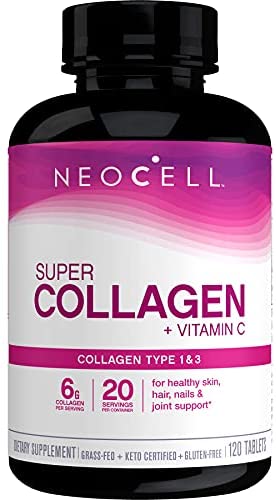 NEOCELL™
SUPER
COLLAGEN
+ VITAMIN C
COLLAGEN TYPE 1&3
6G COLLAGEN PER SERVING
20 SERVINGS PER CONTAINER
for healthy skin,
hair, nails &
joint support*
DIETARY SUPPLEMENT | GRASS-FED + KETO CERTIFIED + GLUTEN-FREE | 120 TABLETS